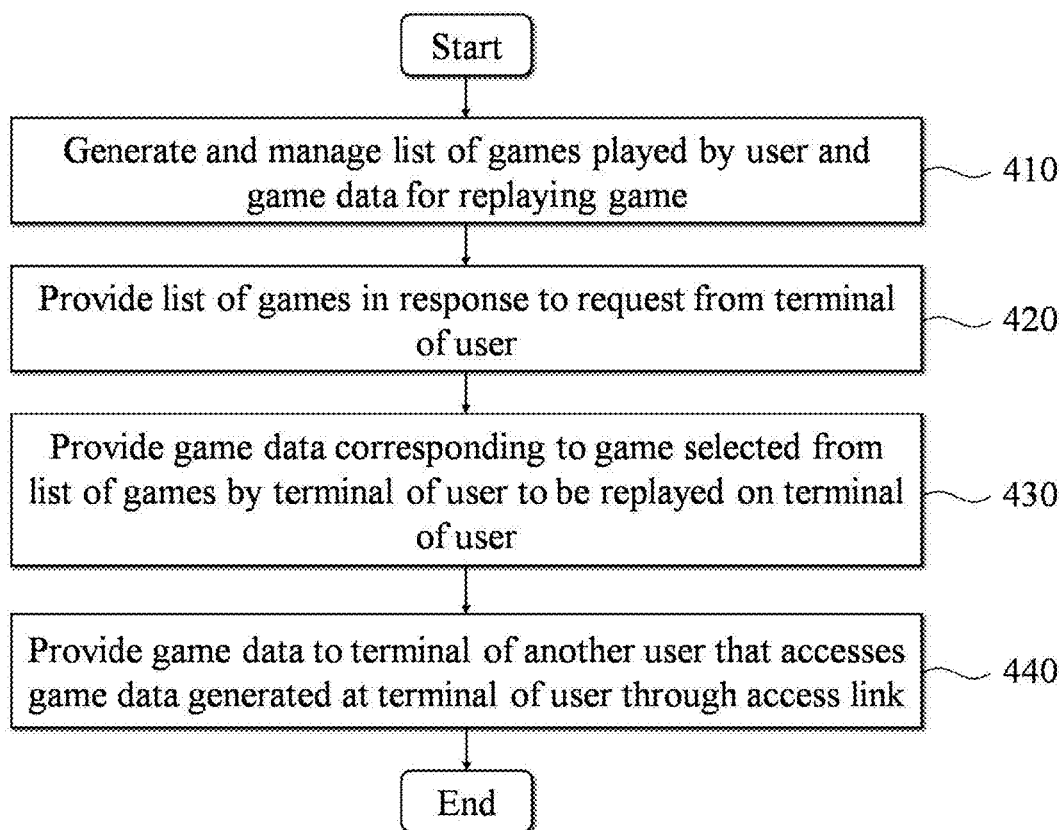 Start
Generate and manage list of games played by user and
game data for replaying game
410
Provide list of games in response to request from terminal
of user
420
Provide game data corresponding to game selected from
list of games by terminal of user to be replayed on terminal
of user
430
Provide game data to terminal of another user that accesses
game data generated at terminal of user through access link
440
End